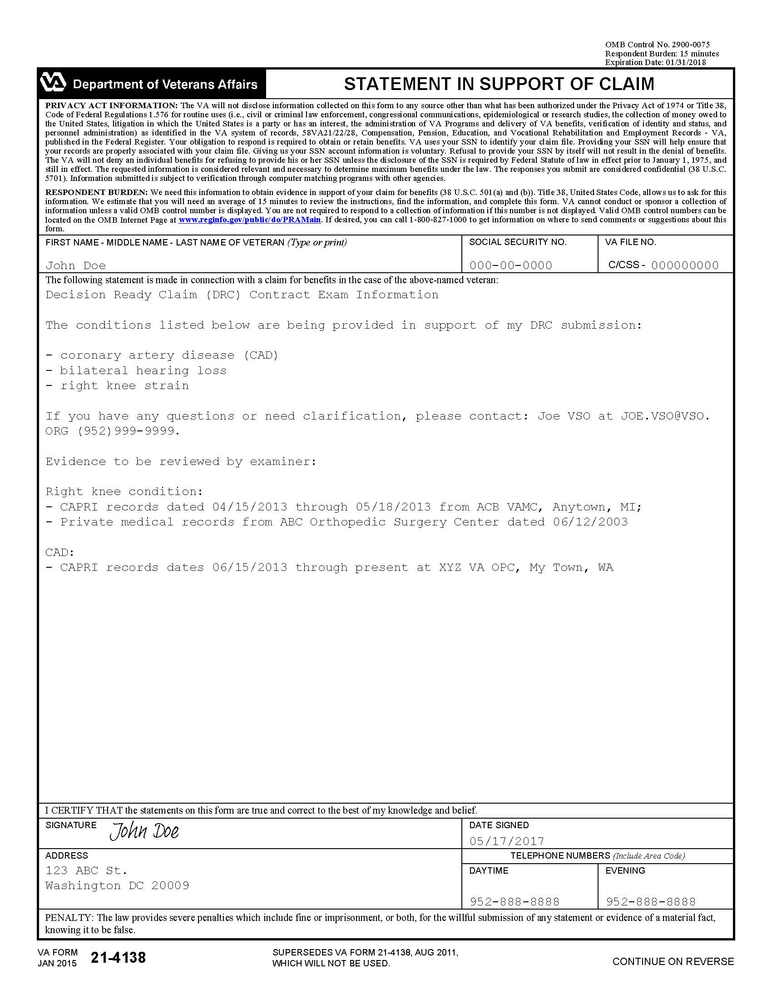 OMB Control No. 2900-0075
Respondent Burden: 15 minutes
Expiration Date: 01/31/2018
VA Department of Veterans Affairs
STATEMENT IN SUPPORT OF CLAIM
PRIVACY ACT INFORMATION: The VA will not disclose information collected on this form to any source other than what has been authorized under the Privacy Act of 1974 or Title 38,
Code of Federal Regulations 1.576 for routine uses (i.e., civil or criminal law enforcement, congressional communications, epidemiological or research studies, the collection of money owed to
the United States, litigation in which the United States is a party or has an interest, the administration of VA Programs and delivery of VA benefits, verification of identity and status, and
personnel administration) as identified in the VA system of records, 58VA21/22/28, Compensation, Pension, Education, and Vocational Rehabilitation and Employment Records - VA,
published in the Federal Register. Your obligation to respond is required to obtain or retain benefits. VA uses your SSN to identify your claim file. Providing your SSN will help ensure that
your records are properly associated with your claim file. Giving us your SSN account information is voluntary. Refusal to provide your SSN by itself will not result in the denial of benefits.
The VA will not deny an individual benefits for refusing to provide his or her SSN unless the disclosure of the SSN is required by Federal Statute of law in effect prior to January 1, 1975, and
still in effect. The requested information is considered relevant and necessary to determine maximum benefits under the law. The responses you submit are considered confidential (38 U.S.C.
5701). Information submitted is subject to verification through computer matching programs with other agencies.
RESPONDENT BURDEN: We need this information to obtain evidence in support of your claim for benefits (38 U.S.C. 501(a) and (b)). Title 38, United States Code, allows us to ask for this
information. We estimate that you will need an average of 15 minutes to review the instructions, find the information, and complete this form. VA cannot conduct or sponsor a collection of
information unless a valid OMB control number is displayed. You are not required to respond to a collection of information if this number is not displayed. Valid OMB control numbers can be
located on the OMB Internet Page at www.reginfo.gov/public/do/PRAMain. If desired, you can call 1-800-827-1000 to get information on where to send comments or suggestions about this
form.
FIRST NAME - MIDDLE NAME - LAST NAME OF VETERAN (Type or print)
John Doe
SOCIAL SECURITY NO.
000-00-0000
VA FILE NO.
C/CSS - 000000000
The following statement is made in connection with a claim for benefits in the case of the above-named veteran:
Decision Ready Claim (DRC) Contract Exam Information
The conditions listed below are being provided in support of my DRC submission:
- coronary artery disease (CAD)
- bilateral hearing loss
- right knee strain
If you have any questions or need clarification, please contact: Joe VSO at JOE.VSO@VSO.
ORG (952)999-9999.
Evidence to be reviewed by examiner:
Right knee condition:
- CAPRI records dated 04/15/2013 through 05/18/2013 from ACB VAMC, Anytown, MI;
- Private medical records from ABC Orthopedic Surgery Center dated 06/12/2003
CAD:
- CAPRI records dates 06/15/2013 through present at XYZ VA OPC, My Town, WA
I CERTIFY THAT the statements on this form are true and correct to the best of my knowledge and belief.
SIGNATURE John Doe
DATE SIGNED
05/17/2017
ADDRESS
123 ABC St.
Washington DC 20009
TELEPHONE NUMBERS (Include Area Code)
DAYTIME
952-888-8888
EVENING
952-888-8888
PENALTY: The law provides severe penalties which include fine or imprisonment, or both, for the willful submission of any statement or evidence of a material fact,
knowing it to be false.
VA FORM
JAN 2015
21-4138
SUPERSEDES VA FORM 21-4138, AUG 2011,
WHICH WILL NOT BE USED.
CONTINUE ON REVERSE